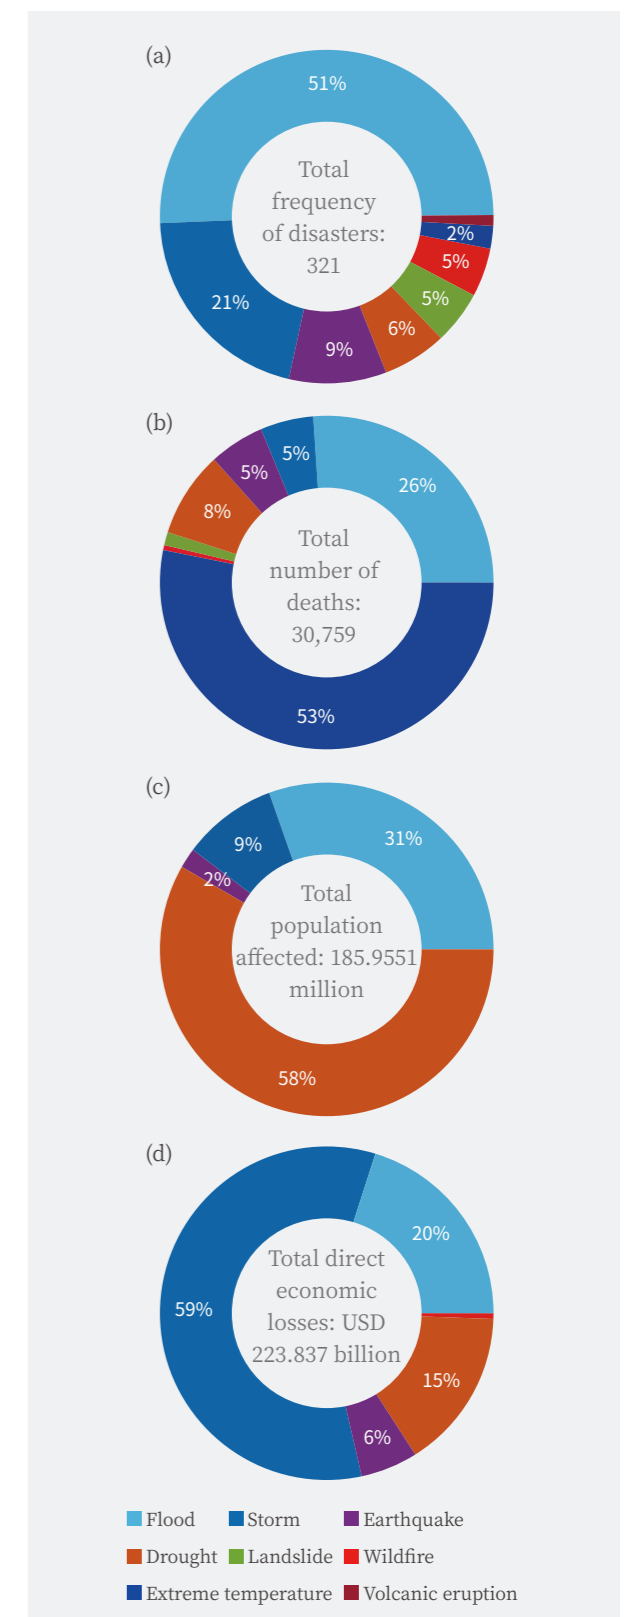 (a)
51%
Total
frequency
of disasters:
321
2%
5%
5%
6%
9%
21%
(b)
5%
26%
5%
8%
Total
number of
deaths:
30,759
53%
(c)
31%
9%
2%
Total
population
affected: 185.9551
million
58%
(d)
20%
Total direct
economic
losses: USD
223.837 billion
59%
15%
6%
Flood Storm Earthquake
Drought Landslide Wildfire
Extreme temperature Volcanic eruption